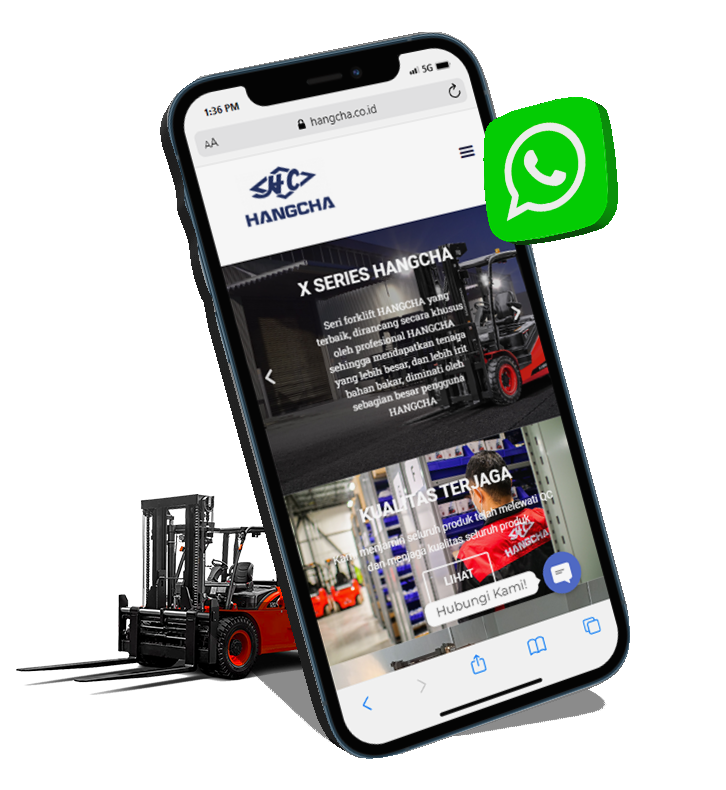 1:36 PM
5G
AA
hangcha.co.id
HC
HANGCHA
X SERIES HANGCHA
Seri forklift HANGCHA yang
terbaik, dirancang secara khusus
oleh profesional HANGCHA
sehingga mendapatkan tenaga
yang lebih besar, dan lebih irit
bahan bakar, diminati oleh
sebagian besar pengguna
HANGCHA
KUALITAS TERJAGA
Kami menjamin seluruh produk telah melewati QC
dan menjaga kualitas seluruh produk
HANGCHA
LIHAT
Hubungi Kami!